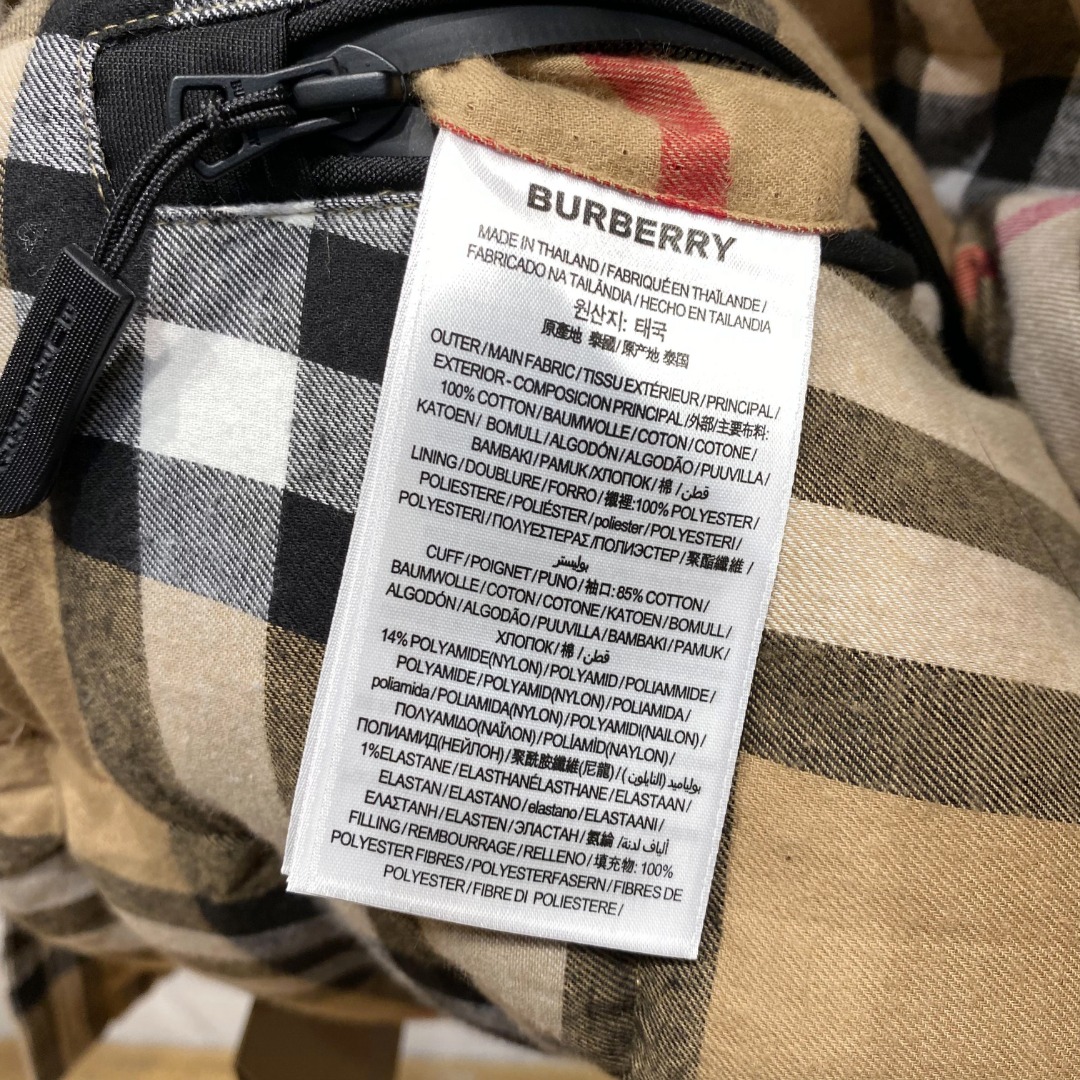 BURBERRY
MADE IN THAILAND / FABRIQUÉ EN THAÏLANDE /
FABRICADO NA TAILÂNDIA / HECHO EN TAILANDIA
원산지: 태국
原產地 泰國/原产地 泰国
OUTER / MAIN FABRIC / TISSU EXTÉRIEUR / PRINCIPAL /
EXTERIOR - COMPOSICION PRINCIPAL /外部/主要布料:
100% COTTON / BAUMWOLLE / COTON / COTONE /
KATOEN / BOMULL / ALGODÓN / ALGODÃO / PUUVILLA /
BAMBAKI / PAMUK /ХЛОПОК/ 棉 / قطن /
LINING / DOUBLURE / FORRO / 襯裡:100% POLYESTER /
POLIESTERE / POLIÉSTER / poliester / POLYESTERI /
POLYESTERI / ΠΟΛΥΕΣΤΕΡΑΣ /ПОЛИЭСТЕР / 聚酯纖維 /
بوليستر
CUFF / POIGNET / PUNO / 袖口: 85% COTTON /
BAUMWOLLE / COTON / COTONE / KATOEN / BOMULL /
ALGODÓN / ALGODÃO / PUUVILLA / BAMBAKI / PAMUK /
ХЛОПОК / 棉 / قطن /
14% POLYAMIDE(NYLON) / POLYAMID / POLIAMMIDE /
POLYAMIDE / POLYAMID(NYLON) / POLIAMIDA /
poliamida / POLIAMIDA(NYLON) / POLYAMIDI(NAILON) /
ΠΟΛΥΑΜΙΔΟ(ΝΑΪΛΟΝ) / POLİAMİD(NAYLON) /
ПОЛИАМИД(НЕЙЛОН) / 聚酰胺纖維(尼龍) / بولياميد (النايلون) /
1%ELASTANE / ELASTHANÉLASTHANE / ELASTAAN /
ELASTAN / ELASTANO / elastano / ELASTAANI /
ΕΛΑΣΤΑΝΗ / ELASTEN / ЭЛАСТАН / 氨綸 / ألياف لدنة /
FILLING / REMBOURRAGE / RELLENO / 填充物: 100%
POLYESTER FIBRES / POLYESTERFASERN / FIBRES DE
POLYESTER / FIBRE DI POLIESTERE /